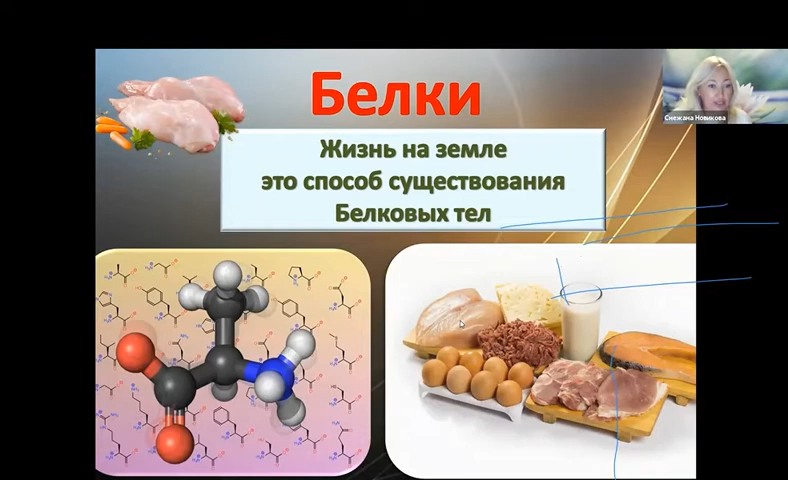 Белки
Снежана Новикова
Жизнь на земле
это способ существования
Белковых тел